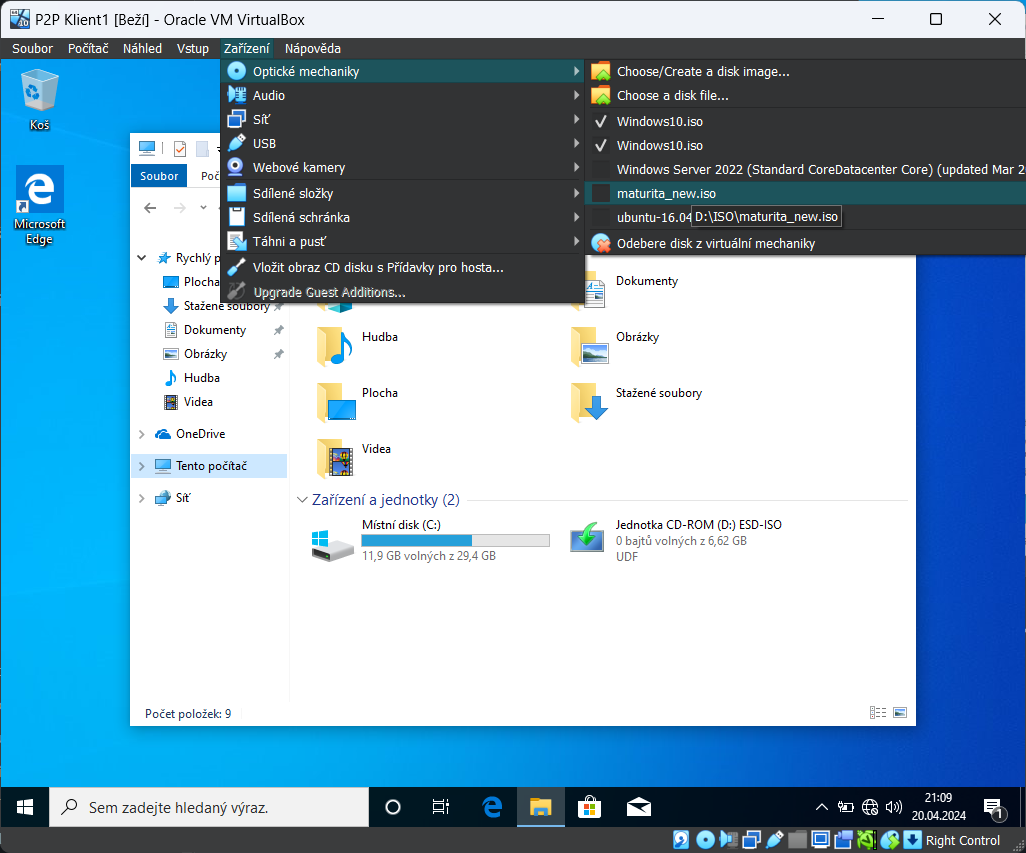 P2P Klient1 [Beží] - Oracle VM VirtualBox
Soubor Počítač Náhled Vstup Zařízení Nápověda
Optické mechaniky
Audio
Síť
USB
Webové kamery
Sdílené složky
Sdílená schránka
Táhni a pusť
Vložit obraz CD disku s Přídavky pro hosta...
Upgrade Guest Additions...
Choose/Create a disk image...
Choose a disk file...
Windows10.iso
Windows10.iso
Windows Server 2022 (Standard CoreDatacenter Core) (updated Mar 2
maturita_new.iso
ubuntu-16.04
D:\ISO\maturita_new.iso
Odebere disk z virtuální mechaniky
Koš
Microsoft
Edge
Soubor Poč
Rychlý p
Plocha
Stažené soubory
Dokumenty
Obrázky
Hudba
Videa
OneDrive
Tento počítač
Síť
Dokumenty
Hudba
Obrázky
Plocha
Stažené soubory
Videa
Zařízení a jednotky (2)
Místní disk (C:)
11,9 GB volných z 29,4 GB
Jednotka CD-ROM (D:) ESD-ISO
0 bajtů volných z 6,62 GB
UDF
Počet položek: 9
Sem zadejte hledaný výraz.
21:09
20.04.2024
1
Right Control